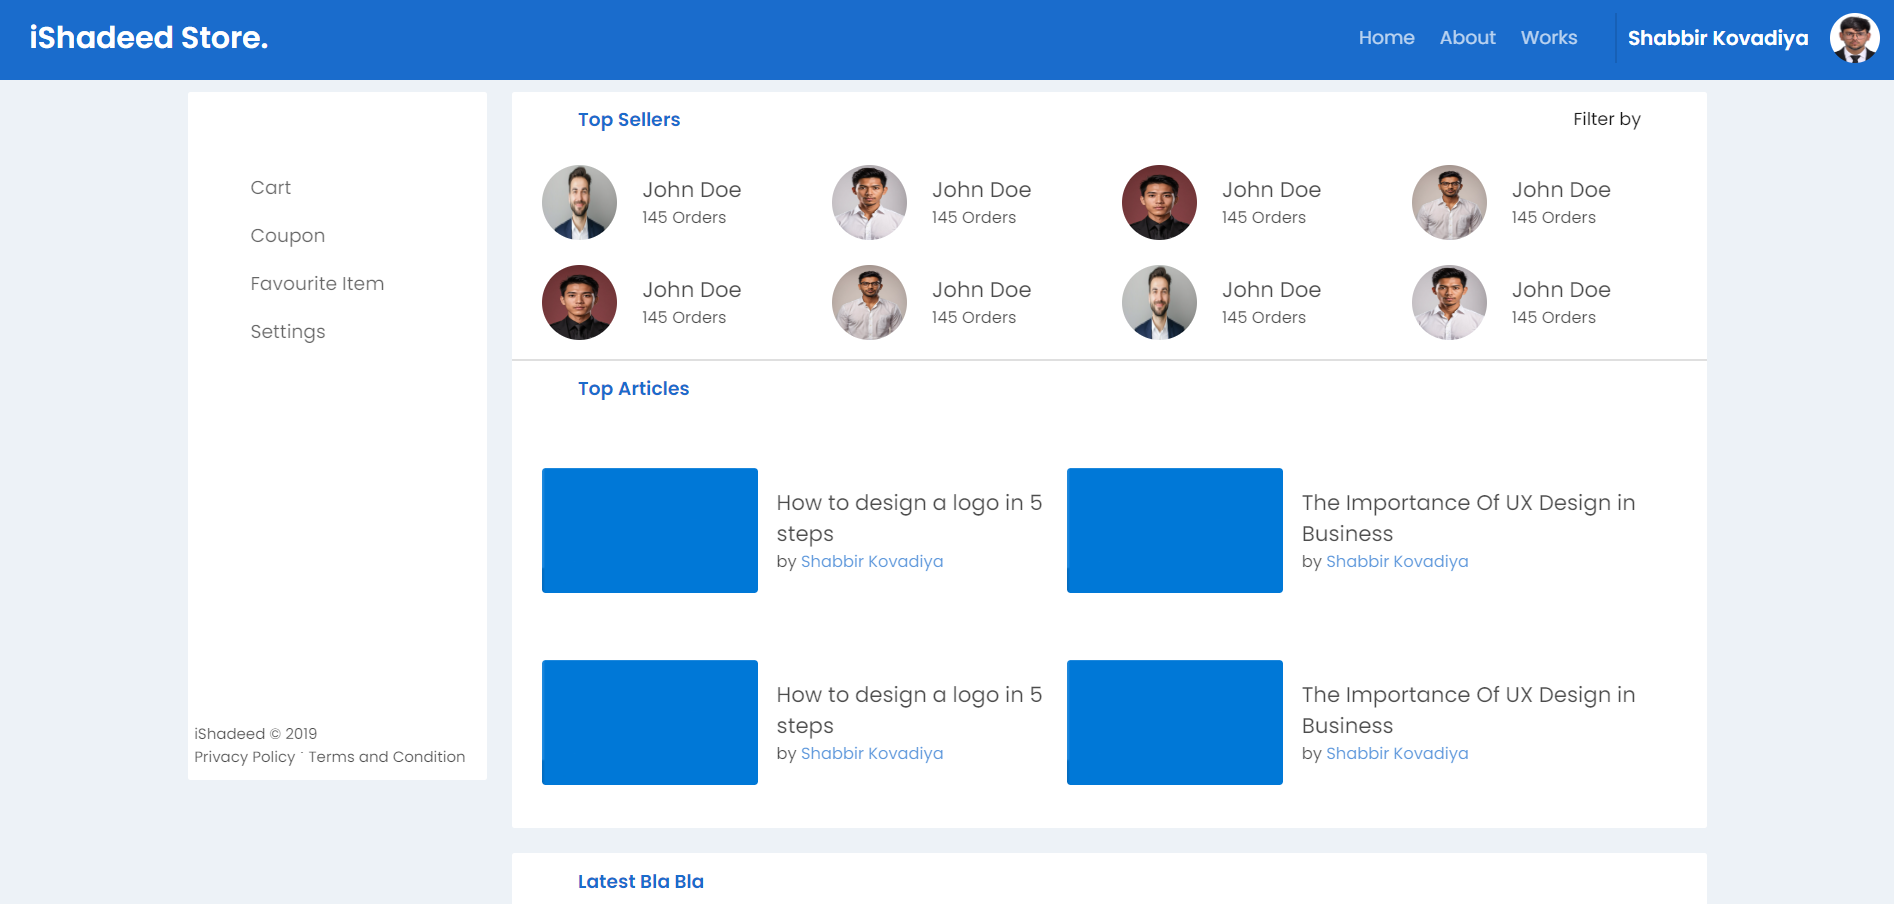 iShadeed Store.
Home About Works Shabbir Kovadiya
Cart
Coupon
Favourite Item
Settings
iShadeed © 2019
Privacy Policy ˙ Terms and Condition
Top Sellers Filter by
John Doe John Doe John Doe John Doe
145 Orders 145 Orders 145 Orders 145 Orders
John Doe John Doe John Doe John Doe
145 Orders 145 Orders 145 Orders 145 Orders
Top Articles
How to design a logo in 5
steps
by Shabbir Kovadiya
The Importance Of UX Design in
Business
by Shabbir Kovadiya
How to design a logo in 5
steps
by Shabbir Kovadiya
The Importance Of UX Design in
Business
by Shabbir Kovadiya
Latest Bla Bla